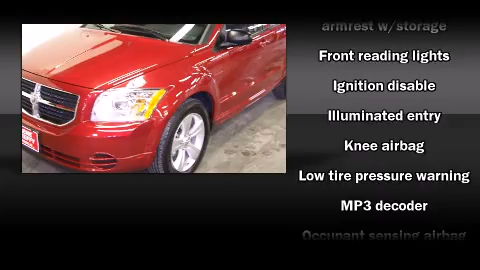 armrest w/storage
Front reading lights
Ignition disable
Illuminated entry
Knee airbag
Low tire pressure warning
MP3 decoder
Occupant sensing airbag